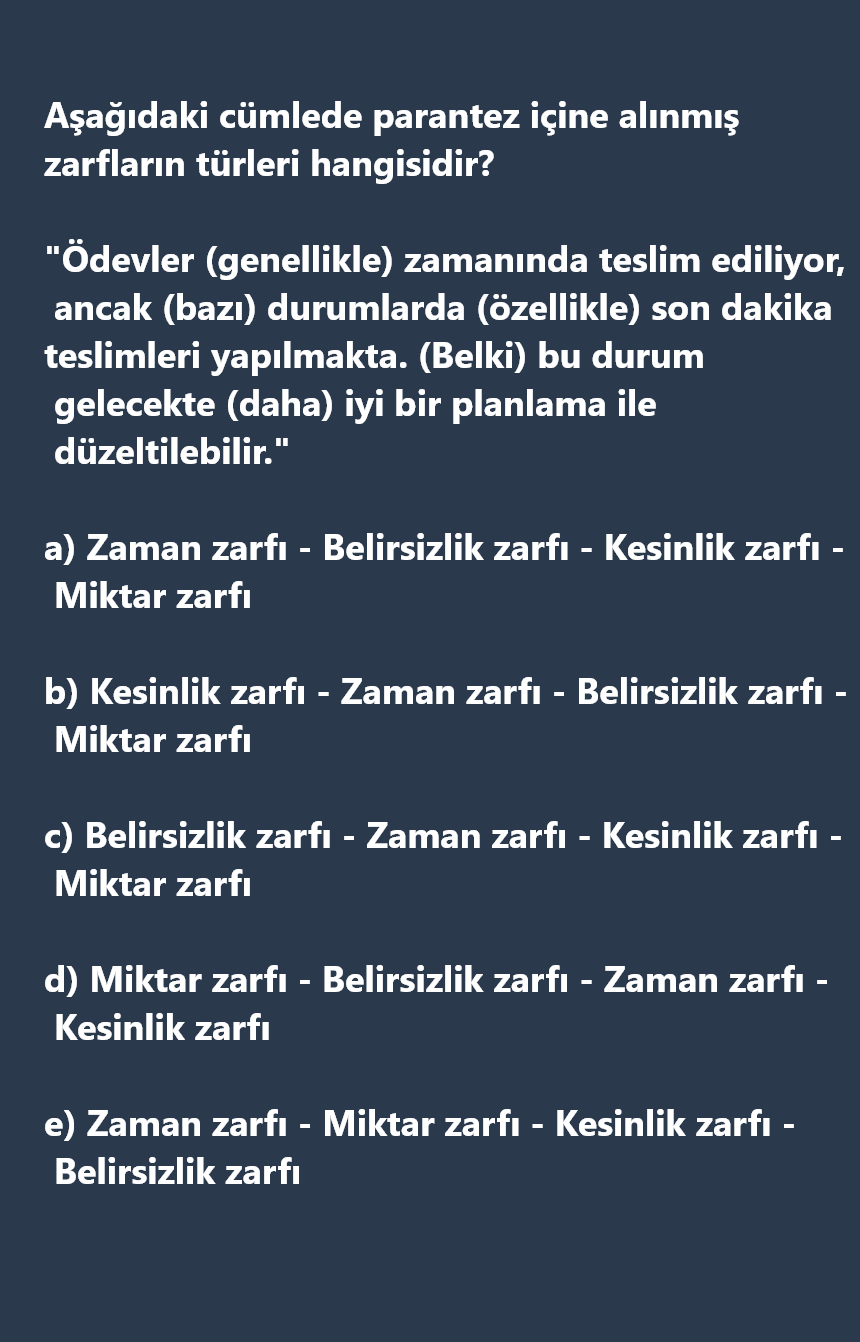 Aşağıdaki cümlede parantez içine alınmış
zarfların türleri hangisidir?
"Ödevler (genellikle) zamanında teslim ediliyor,
ancak (bazı) durumlarda (özellikle) son dakika
teslimleri yapılmakta. (Belki) bu durum
gelecekte (daha) iyi bir planlama ile
düzeltilebilir."
a) Zaman zarfı - Belirsizlik zarfı - Kesinlik zarfı -
Miktar zarfı
b) Kesinlik zarfı - Zaman zarfı - Belirsizlik zarfı -
Miktar zarfı
c) Belirsizlik zarfı - Zaman zarfı - Kesinlik zarfı -
Miktar zarfı
d) Miktar zarfı - Belirsizlik zarfı - Zaman zarfı -
Kesinlik zarfı
e) Zaman zarfı - Miktar zarfı - Kesinlik zarfı -
Belirsizlik zarfı